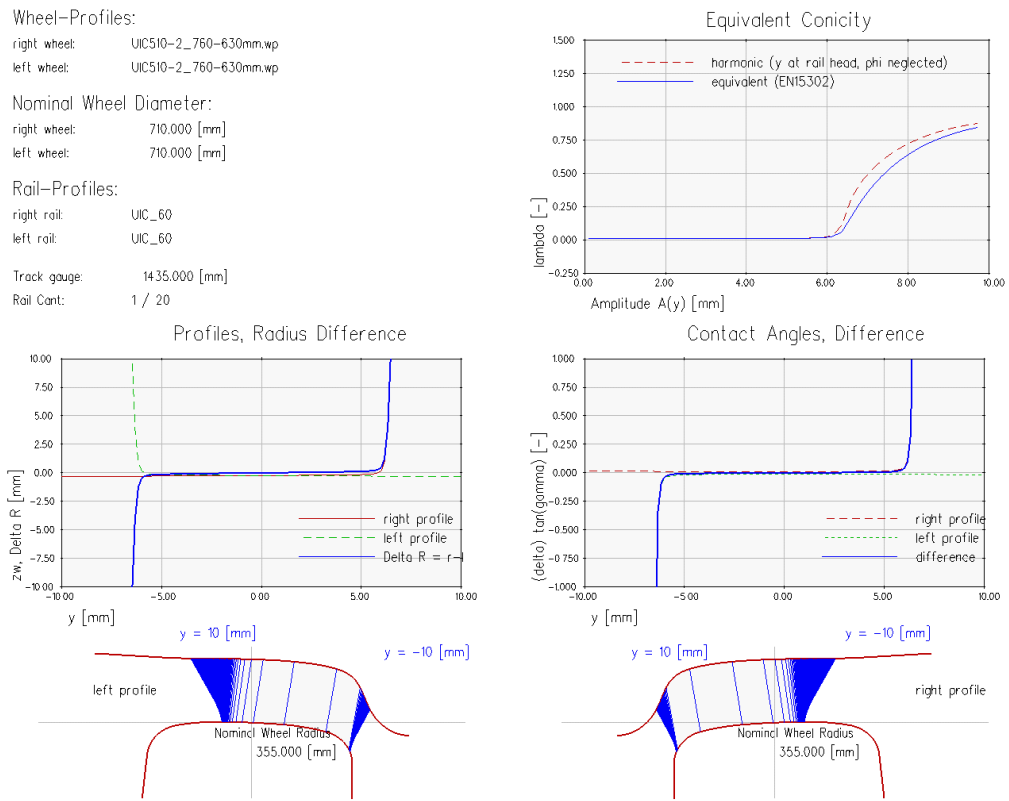 Wheel-Profiles:
right wheel: UIC510-2_760-630mm.wp
left wheel: UIC510-2_760-630mm.wp
Nominal Wheel Diameter:
right wheel: 710.000 [mm]
left wheel: 710.000 [mm]
Rail-Profiles:
right rail: UIC_60
left rail: UIC_60
Track gauge: 1435.000 [mm]
Rail Cant: 1 / 20
Equivalent Conicity
1.500
1.250
1.000
0.750
0.500
0.250
0.000
-0.250
lambda [-]
harmonic (y at rail head, phi neglected)
equivalent (EN15302)
0.00 2.00 4.00 6.00 8.00 10.00
Amplitude A(y) [mm]
Profiles, Radius Difference
10.00
7.50
5.00
2.50
0.00
-2.50
-5.00
-7.50
-10.00
zw, Delta R [mm]
right profile
left profile
Delta R = r-l
-10.00 -5.00 0.00 5.00 10.00
y [mm]
Contact Angles, Difference
1.000
0.750
0.500
0.250
0.000
-0.250
-0.500
-0.750
-1.000
(delta) tan(gamma) [-]
right profile
left profile
difference
-10.00 -5.00 0.00 5.00 10.00
y [mm]
y = 10 [mm]
y = -10 [mm]
left profile
Nominal Wheel Radius
355.000 [mm]
y = -10 [mm]
y = 10 [mm]
right profile
Nominal Wheel Radius
355.000 [mm]